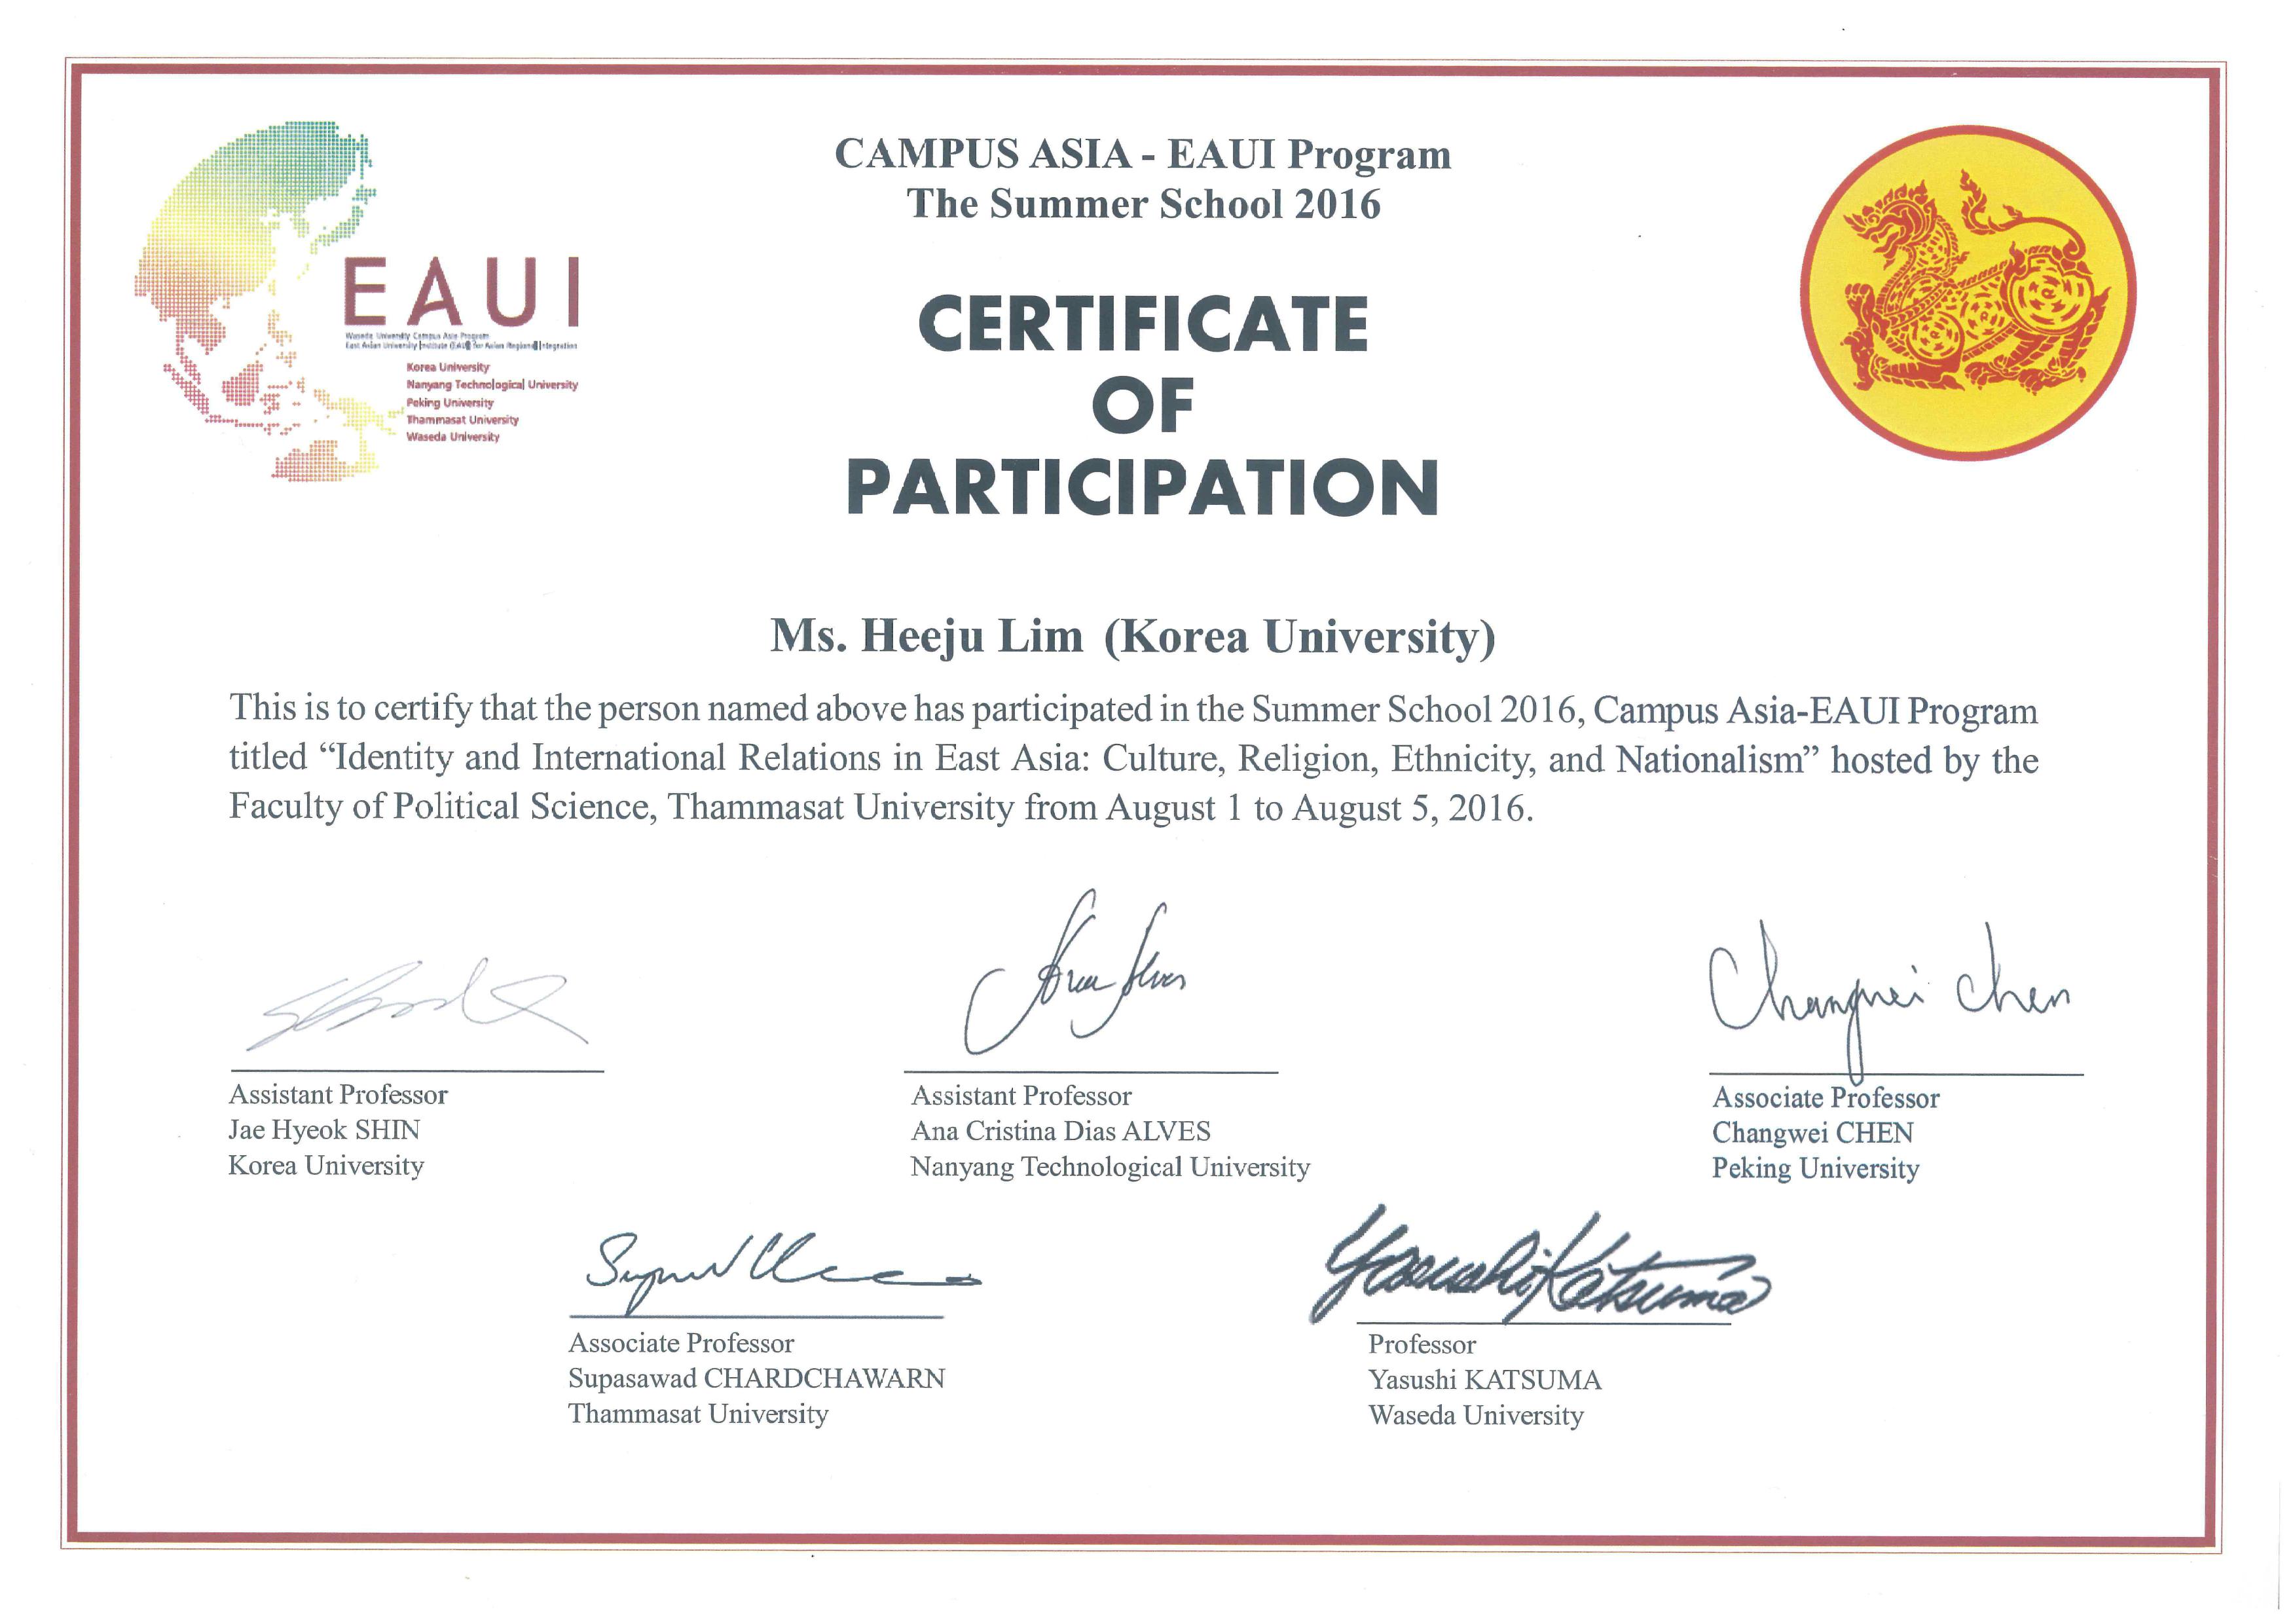 CAMPUS ASIA - EAUI Program
The Summer School 2016
EAUI
Waseda University Campus Asia Program
East Asian University Institute (EAUI) for Asian Regional Integration
Korea University
Nanyang Technological University
Peking University
Thammasat University
Waseda University
CERTIFICATE
OF
PARTICIPATION
Ms. Heeju Lim (Korea University)
This is to certify that the person named above has participated in the Summer School 2016, Campus Asia-EAUI Program
titled “Identity and International Relations in East Asia: Culture, Religion, Ethnicity, and Nationalism” hosted by the
Faculty of Political Science, Thammasat University from August 1 to August 5, 2016.
Changwei Chen
Assistant Professor
Jae Hyeok SHIN
Korea University
Assistant Professor
Ana Cristina Dias ALVES
Nanyang Technological University
Associate Professor
Changwei CHEN
Peking University
Yasushi Katsuma
Associate Professor
Supasawad CHARDCHAWARN
Thammasat University
Professor
Yasushi KATSUMA
Waseda University